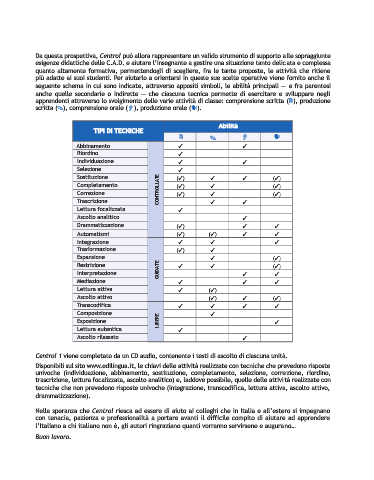 Da questa prospettiva, Central può allora rappresentare un valido strumento di supporto alle sopraggiunte
esigenze didattiche delle C.A.D. e aiutare l'insegnante a gestire una situazione tanto delicata e complessa
quanto altamente formativa, permettendogli di scegliere, fra le tante proposte, le attività che ritiene
più adatte ai suoi studenti. Per aiutarlo a orientarsi in queste sue scelte operative viene fornito anche il
seguente schema in cui sono indicate, attraverso appositi simboli, le abilità principali — e fra parentesi
anche quelle secondarie o indirette — che ciascuna tecnica permette di esercitare e sviluppare negli
apprendenti attraverso lo svolgimento delle varie attività di classe: comprensione scritta (), produzione
scritta (), comprensione orale (), produzione orale ().
TIPI DI TECNICHE
Abilità
CONTROLLATE
Abbinamento ✓ ✓
Riordino ✓
Individuazione ✓ ✓
Selezione ✓
Sostituzione (✓) ✓ ✓ (✓)
Completamento (✓) ✓ (✓)
Correzione (✓) ✓ (✓)
Trascrizione ✓ ✓
Lettura focalizzata ✓
Ascolto analitico ✓
Drammatizzazione (✓) ✓ ✓
Automatismi (✓) (✓) ✓ ✓
GUIDATE
Integrazione ✓ ✓ ✓
Trasformazione (✓) ✓
Espansione ✓ (✓)
Restrizione ✓ ✓ (✓)
Interpretazione ✓ ✓
Mediazione ✓ ✓ ✓
Lettura attiva ✓ (✓)
Ascolto attivo (✓) ✓ (✓)
LIBERE
Transcodifica ✓ ✓ ✓ ✓
Composizione ✓
Esposizione ✓
Lettura autentica ✓
Ascolto rilassato ✓
Central 1 viene completato da un CD audio, contenente i testi di ascolto di ciascuna unità.
Disponibili sul sito www.edilingua.it, le chiavi delle attività realizzate con tecniche che prevedono risposte
univoche (individuazione, abbinamento, sostituzione, completamento, selezione, correzione, riordino,
trascrizione, lettura focalizzata, ascolto analitico) e, laddove possibile, quelle delle attività realizzate con
tecniche che non prevedono risposte univoche (integrazione, transcodifica, lettura attiva, ascolto attivo,
drammatizzazione).
Nella speranza che Central riesca ad essere di aiuto ai colleghi che in Italia e all'estero si impegnano
con tenacia, pazienza e professionalità a portare avanti il difficile compito di aiutare ad apprendere
l'italiano a chi italiano non è, gli autori ringraziano quanti vorranno servirsene e augurano...
Buon lavoro.